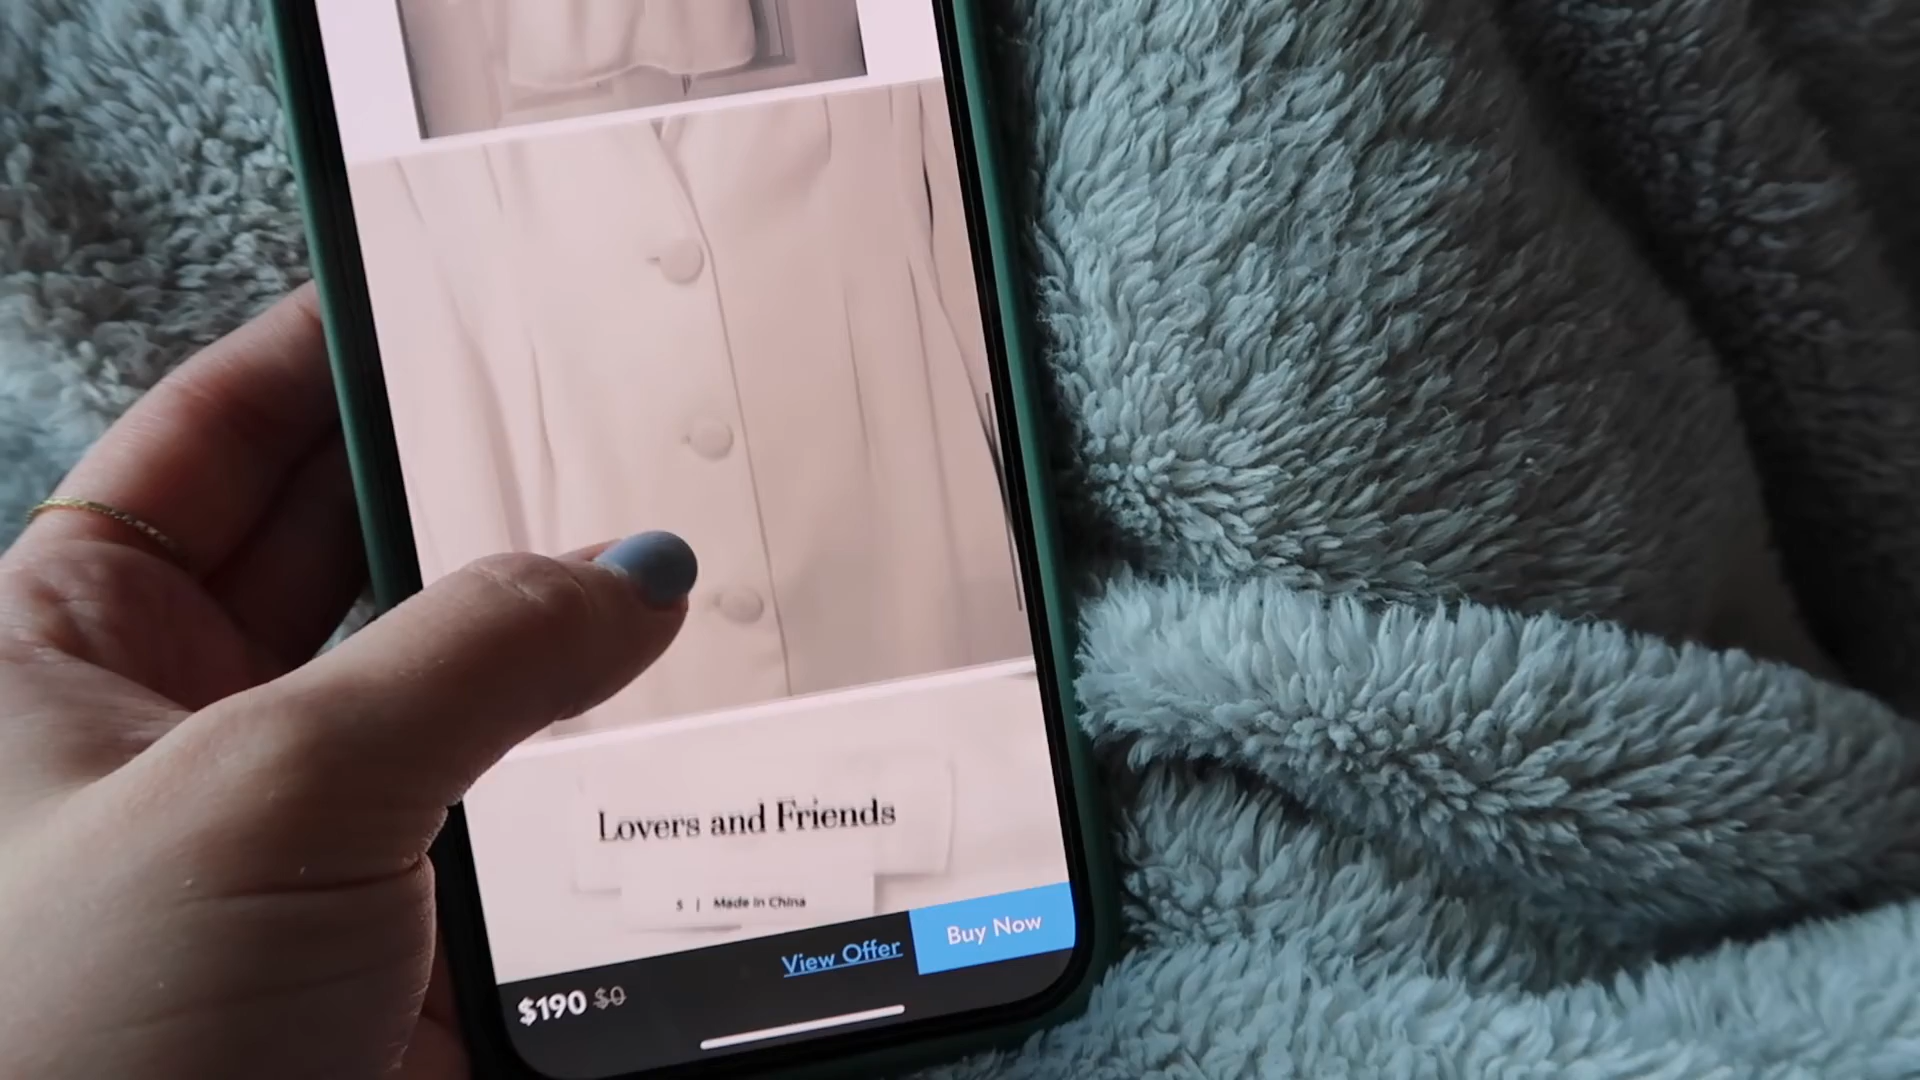 Lovers and Friends
S | Made in China
View Offer
Buy Now
$190 $0